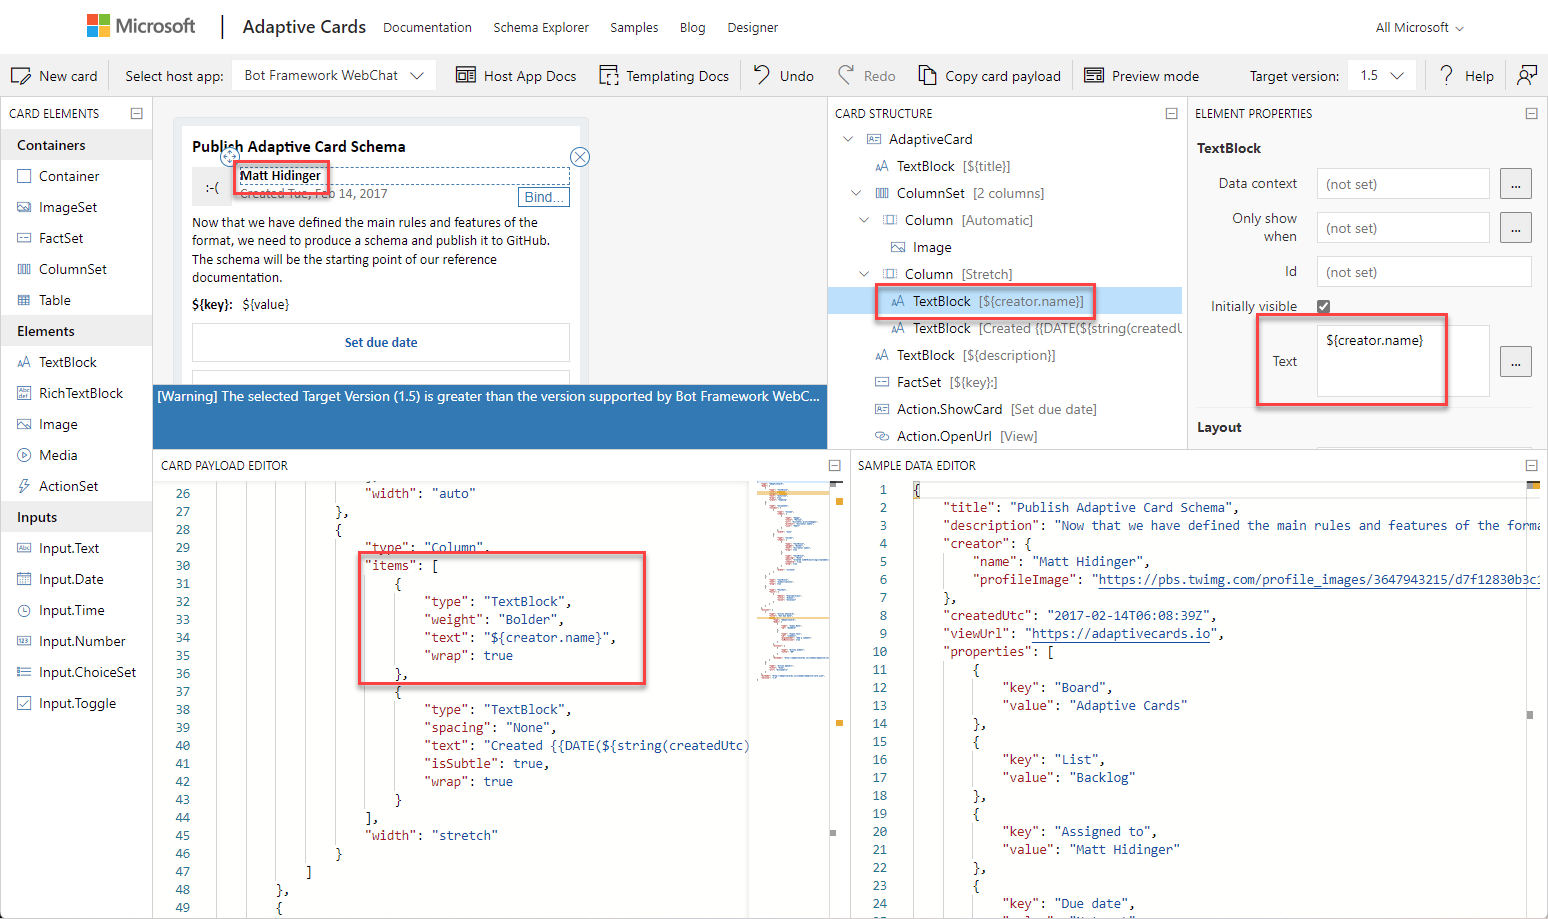 Microsoft | Adaptive Cards Documentation Schema Explorer Samples Blog Designer All Microsoft
New card Select host app: Bot Framework WebChat Host App Docs Templating Docs Undo Redo Copy card payload Preview mode Target version: 1.5 Help
CARD ELEMENTS
Containers
Container
ImageSet
FactSet
ColumnSet
Table
Elements
TextBlock
RichTextBlock
Image
Media
ActionSet
Inputs
Input.Text
Input.Date
Input.Time
Input.Number
Input.ChoiceSet
Input.Toggle
Publish Adaptive Card Schema
:-(
Matt Hidinger
Created Tue, Feb 14, 2017
Bind...
Now that we have defined the main rules and features of the
format, we need to produce a schema and publish it to GitHub.
The schema will be the starting point of our reference
documentation.
${key}: ${value}
Set due date
[Warning] The selected Target Version (1.5) is greater than the version supported by Bot Framework WebC...
CARD STRUCTURE
AdaptiveCard
TextBlock [${title}]
ColumnSet [2 columns]
Column [Automatic]
Image
Column [Stretch]
TextBlock [${creator.name}]
TextBlock [Created {{DATE(${string(createdU
TextBlock [${description}]
FactSet [${key}:]
Action.ShowCard [Set due date]
Action.OpenUrl [View]
ELEMENT PROPERTIES
TextBlock
Data context (not set) ...
Only show
when (not set) ...
Id (not set)
Initially visible
Text ${creator.name} ...
Layout
CARD PAYLOAD EDITOR
26 "width": "auto"
27 },
28 {
29 "type": "Column",
30 "items": [
31 {
32 "type": "TextBlock",
33 "weight": "Bolder",
34 "text": "${creator.name}",
35 "wrap": true
36 },
37 {
38 "type": "TextBlock",
39 "spacing": "None",
40 "text": "Created {{DATE(${string(createdUtc)
41 "isSubtle": true,
42 "wrap": true
43 }
44 ],
45 "width": "stretch"
46 }
47 ]
48 },
49 {
SAMPLE DATA EDITOR
1 {
2 "title": "Publish Adaptive Card Schema",
3 "description": "Now that we have defined the main rules and features of the forma
4 "creator": {
5 "name": "Matt Hidinger",
6 "profileImage": "https://pbs.twimg.com/profile_images/3647943215/d7f12830b3c1
7 },
8 "createdUtc": "2017-02-14T06:08:39Z",
9 "viewUrl": "https://adaptivecards.io",
10 "properties": [
11 {
12 "key": "Board",
13 "value": "Adaptive Cards"
14 },
15 {
16 "key": "List",
17 "value": "Backlog"
18 },
19 {
20 "key": "Assigned to",
21 "value": "Matt Hidinger"
22 },
23 {
24 "key": "Due date",